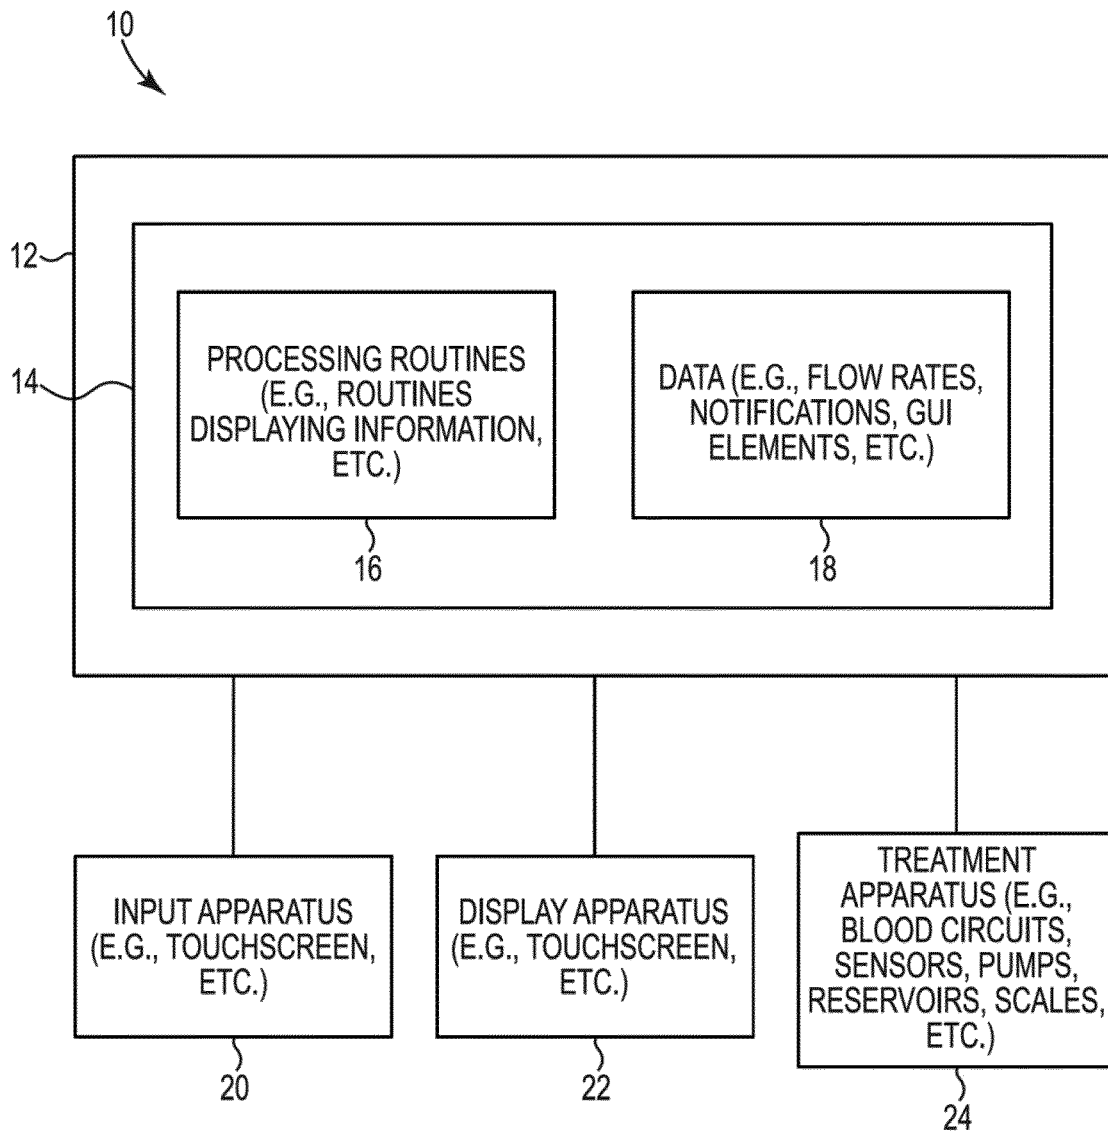 10
12
14
PROCESSING ROUTINES
(E.G., ROUTINES
DISPLAYING INFORMATION,
ETC.)
16
DATA (E.G., FLOW RATES,
NOTIFICATIONS, GUI
ELEMENTS, ETC.)
18
INPUT APPARATUS
(E.G., TOUCHSCREEN,
ETC.)
20
DISPLAY APPARATUS
(E.G., TOUCHSCREEN,
ETC.)
22
TREATMENT
APPARATUS (E.G.,
BLOOD CIRCUITS,
SENSORS, PUMPS,
RESERVOIRS, SCALES,
ETC.)
24